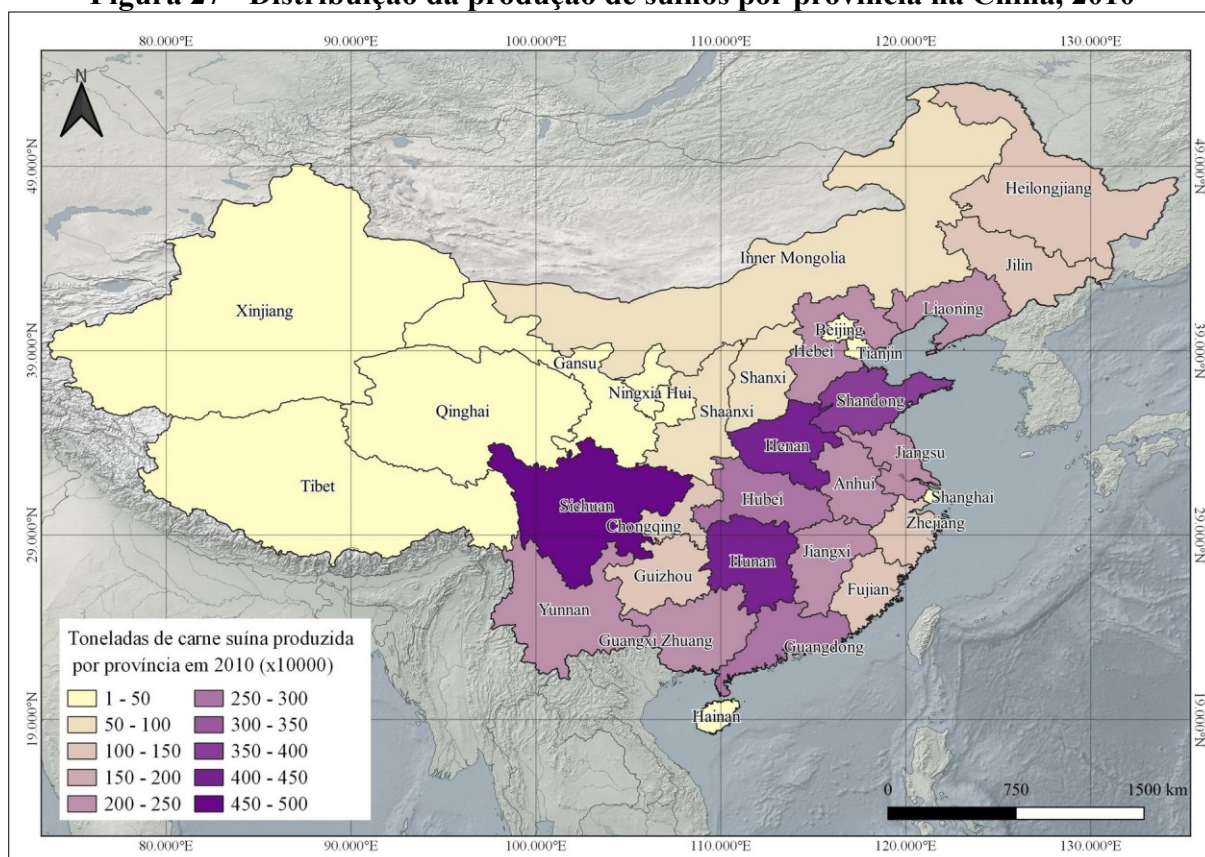 Figura 27 - Distribuição da produção de suínos por província na China, 2010
80.000°E 90.000°E 100.000°E 110.000°E 120.000°E 130.000°E
N
49.000°N 49.000°N
Heilongjiang
Jilin
Inner Mongolia
Xinjiang
Liaoning
Beijing
39.000°N 39.000°N
Hebei Tianjin
Gansu
Shanxi
Ningxia Hui
Qinghai
Shaanxi
Shandong
Henan
Jiangsu
Tibet
Anhui
Sichuan
Hubei
Shanghai
Chongqing
Zhejiang
29.000°N 29.000°N
Hunan
Jiangxi
Guizhou
Fujian
Yunnan
Guangxi Zhuang
Guangdong
Hainan
19.000°N 19.000°N
Toneladas de carne suína produzida
por província em 2010 (x10000)
1 - 50 250 - 300
50 - 100 300 - 350
100 - 150 350 - 400
150 - 200 400 - 450
200 - 250 450 - 500
0 750 1500 km
80.000°E 90.000°E 100.000°E 110.000°E 120.000°E 130.000°E